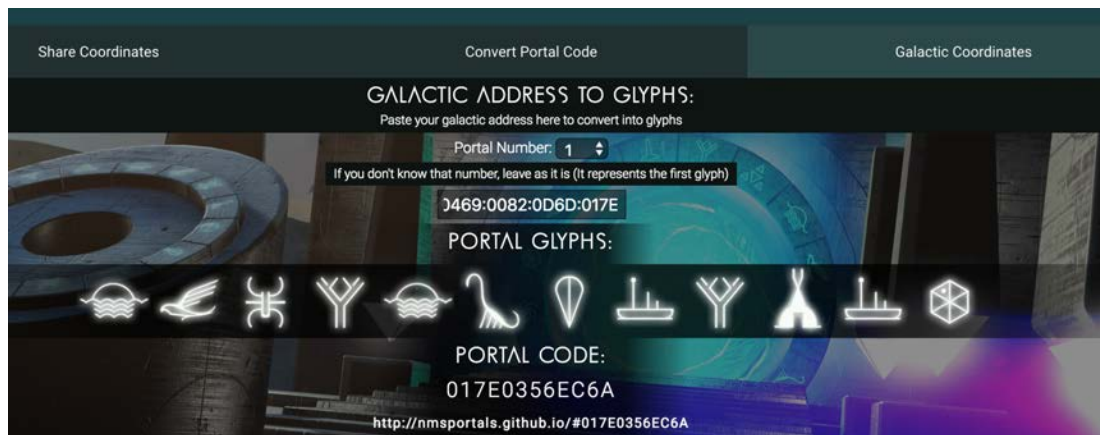 Share Coordinates Convert Portal Code Galactic Coordinates
GALACTIC ADDRESS TO GLYPHS:
Paste your galactic address here to convert into glyphs
Portal Number: 1
If you don't know that number, leave as it is (It represents the first glyph)
0469:0082:0D6D:017E
PORTAL GLYPHS:
PORTAL CODE:
017E0356EC6A
http://nmsportals.github.io/#017E0356EC6A